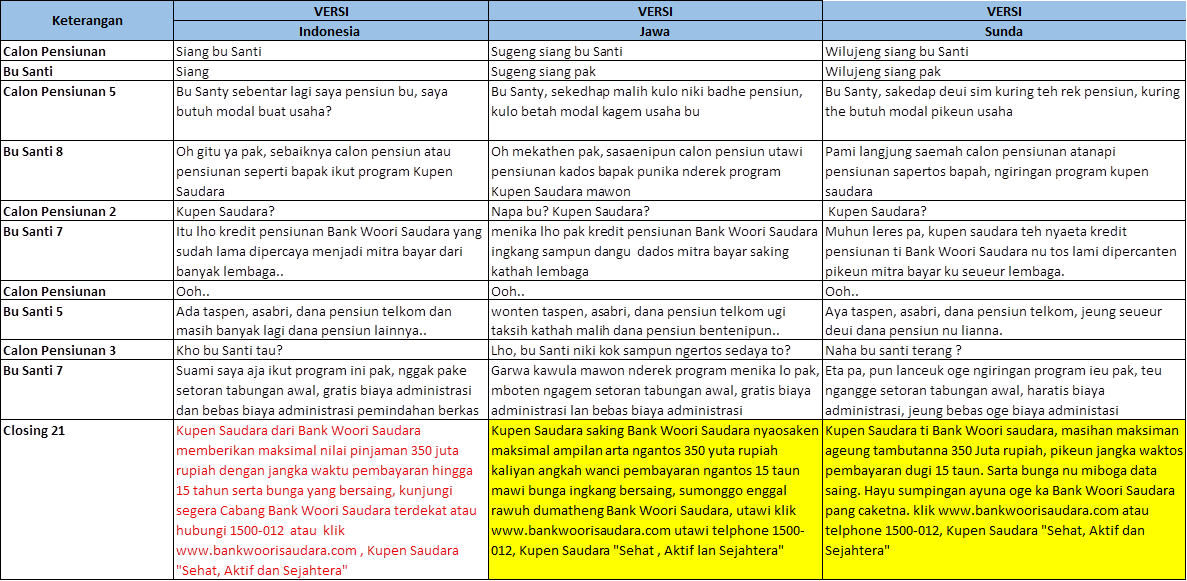 Keterangan
VERSI
VERSI
VERSI
Indonesia
Jawa
Sunda
Calon Pensiunan
Siang bu Santi
Sugeng siang bu Santi
Wilujeng siang bu Santi
Bu Santi
Siang
Sugeng siang pak
Wilujeng siang pak
Calon Pensiunan 5
Bu Santy sebentar lagi saya pensiun bu, saya
butuh modal buat usaha?
Bu Santy, sekedhap malih kulo niki badhe pensiun,
kulo betah modal kagem usaha bu
Bu Santy, sakedap deui sim kuring teh rek pensiun, kuring
the butuh modal pikeun usaha
Bu Santi 8
Oh gitu ya pak, sebaiknya calon pensiun atau
pensiunan seperti bapak ikut program Kupen
Saudara
Oh mekathen pak, sasaenipun calon pensiun utawi
pensiunan kados bapak punika nderek program
Kupen Saudara mawon
Pami langjung saemah calon pensiunan atanapi
pensiunan sapertos bapah, ngiringan program kupen
saudara
Calon Pensiunan 2
Kupen Saudara?
Napa bu? Kupen Saudara?
Kupen Saudara?
Bu Santi 7
Itu lho kredit pensiunan Bank Woori Saudara yang
sudah lama dipercaya menjadi mitra bayar dari
banyak lembaga..
menika lho pak kredit pensiunan Bank Woori Saudara
ingkang sampun dangu dados mitra bayar saking
kathah lembaga
Muhun leres pa, kupen saudara teh nyaeta kredit
pensiunan ti Bank Woori Saudara nu tos lami dipercanten
pikeun mitra bayar ku seueur lembaga.
Calon Pensiunan
Ooh..
Ooh..
Ooh..
Bu Santi 5
Ada taspen, asabri, dana pensiun telkom dan
masih banyak lagi dana pensiun lainnya..
wonten taspen, asabri, dana pensiun telkom ugi
taksih kathah malih dana pensiun bentenipun..
Aya taspen, asabri, dana pensiun telkom, jeung seueur
deui dana pensiun nu lianna.
Calon Pensiunan 3
Kho bu Santi tau?
Lho, bu Santi niki kok sampun ngertos sedaya to?
Naha bu santi terang ?
Bu Santi 7
Suami saya aja ikut program ini pak, nggak pake
setoran tabungan awal, gratis biaya administrasi
dan bebas biaya administrasi pemindahan berkas
Garwa kawula mawon nderek program menika lo pak,
mboten ngagem setoran tabungan awal, gratis biaya
administrasi lan bebas biaya administrasi
Eta pa, pun lanceuk oge ngiringan program ieu pak, teu
ngangge setoran tabungan awal, haratis biaya
administrasi, jeung bebas oge biaya administasi
Closing 21
Kupen Saudara dari Bank Woori Saudara
memberikan maksimal nilai pinjaman 350 juta
rupiah dengan jangka waktu pembayaran hingga
15 tahun serta bunga yang bersaing, kunjungi
segera Cabang Bank Woori Saudara terdekat atau
hubungi 1500-012 atau klik
www.bankwoorisaudara.com , Kupen Saudara
"Sehat, Aktif dan Sejahtera"
Kupen Saudara saking Bank Woori Saudara nyaosaken
maksimal ampilan arta ngantos 350 yuta rupiah
kaliyan angkah wanci pembayaran ngantos 15 taun
mawi bunga ingkang bersaing, sumonggo enggal
rawuh dumatheng Bank Woori Saudara, utawi klik
www.bankwoorisaudara.com utawi telphone 1500-
012, Kupen Saudara "Sehat , Aktif lan Sejahtera"
Kupen Saudara ti Bank Woori saudara, masihan maksiman
ageung tambutanna 350 Juta rupiah, pikeun jangka waktos
pembayaran dugi 15 taun. Sarta bunga nu miboga data
saing. Hayu sumpingan ayuna oge ka Bank Woori Saudara
pang caketna. klik www.bankwoorisaudara.com atau
telphone 1500-012, Kupen Saudara "Sehat, Aktif dan
Sejahtera"